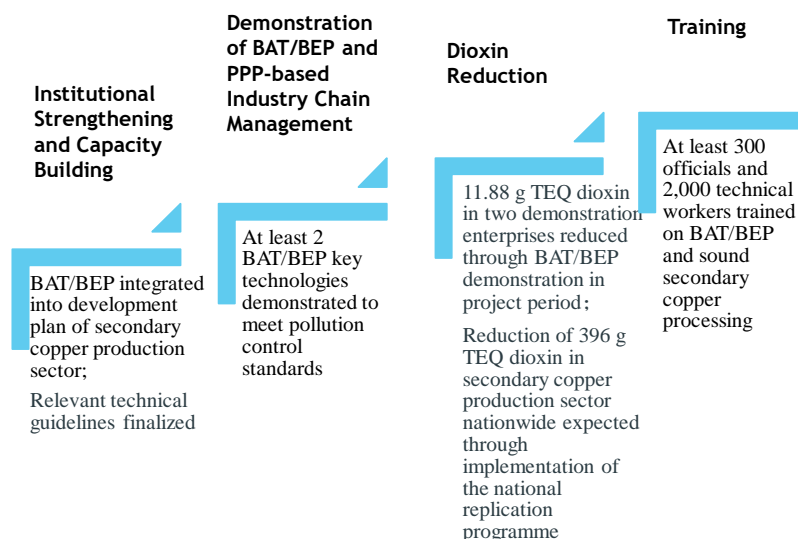 Institutional
Strengthening
and Capacity
Building
BAT/BEP integrated
into development
plan of secondary
copper production
sector;
Relevant technical
guidelines finalized
Demonstration
of BAT/BEP and
PPP-based
Industry Chain
Management
At least 2
BAT/BEP key
technologies
demonstrated to
meet pollution
control
standards
Dioxin
Reduction
11.88 g TEQ dioxin
in two demonstration
enterprises reduced
through BAT/BEP
demonstration in
project period;
Reduction of 396 g
TEQ dioxin in
secondary copper
production sector
nationwide expected
through
implementation of
the national
replication
programme
Training
At least 300
officials and
2,000 technical
workers trained
on BAT/BEP
and sound
secondary
copper
processing